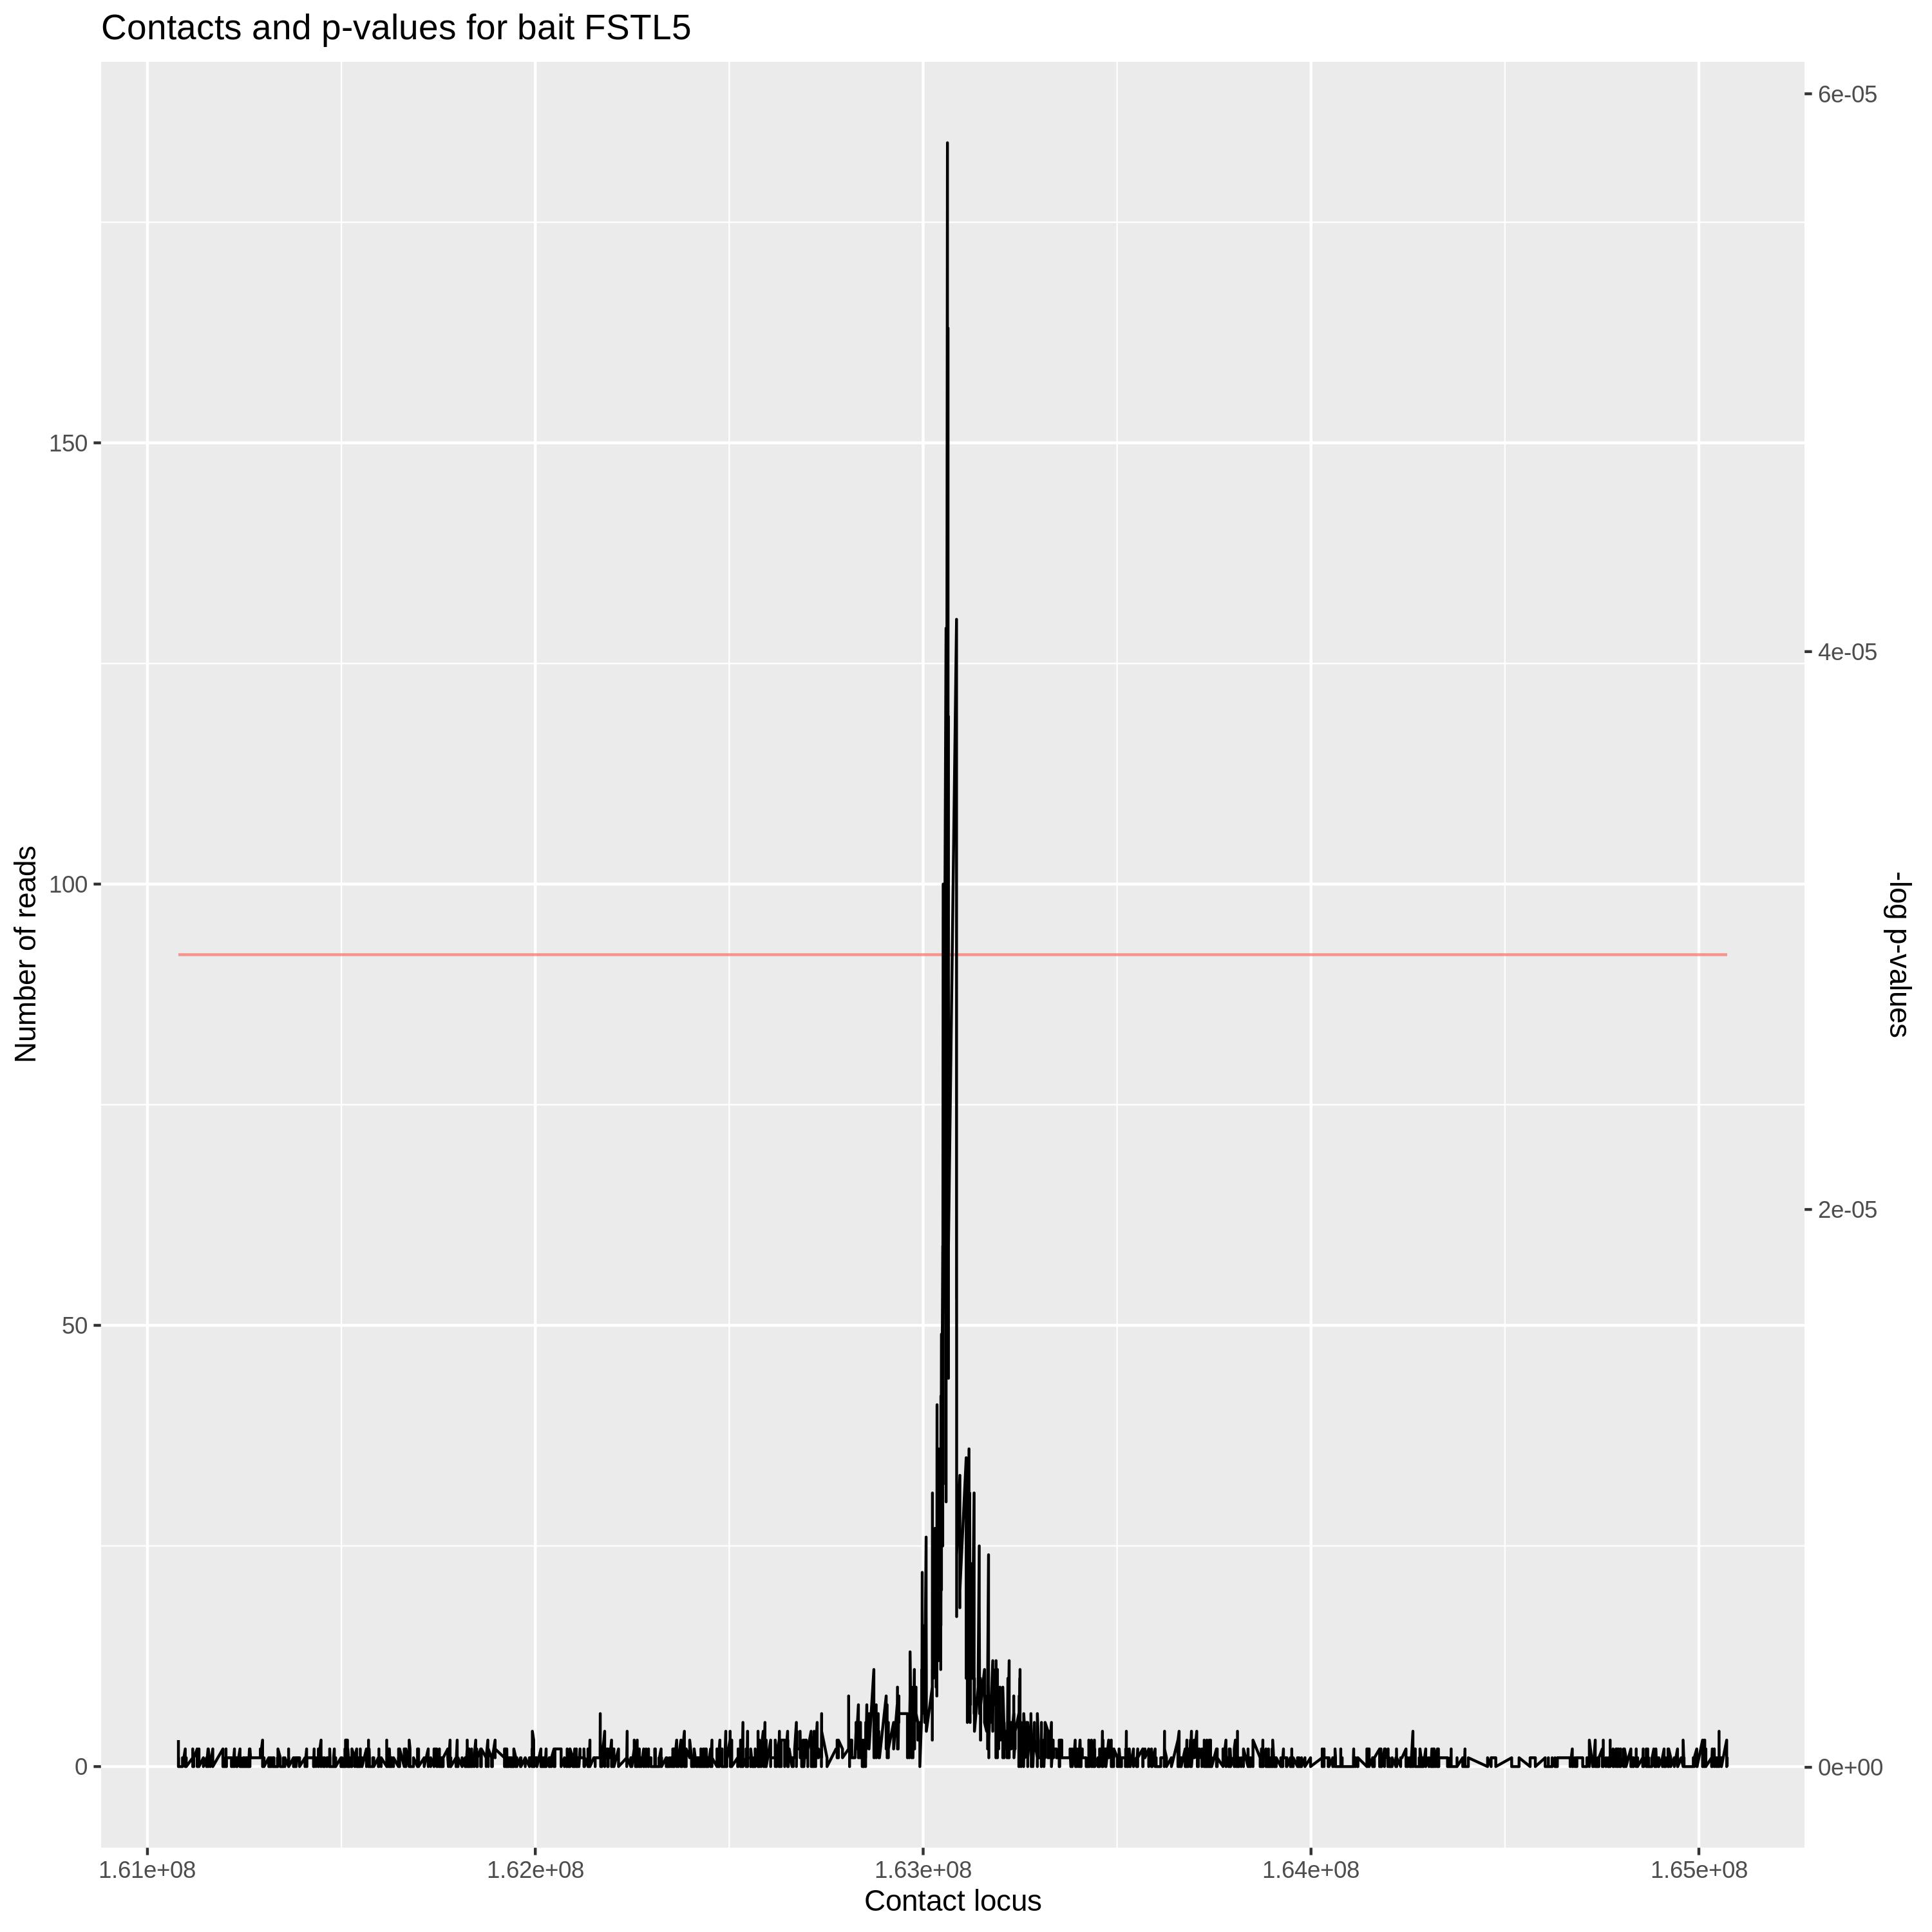 Contacts and p-values for bait FSTL5
6e-05
150
4e-05
100
Number of reads
-log p-values
2e-05
50
0
0e+00
1.61e+08 1.62e+08 1.63e+08 1.64e+08 1.65e+08
Contact locus